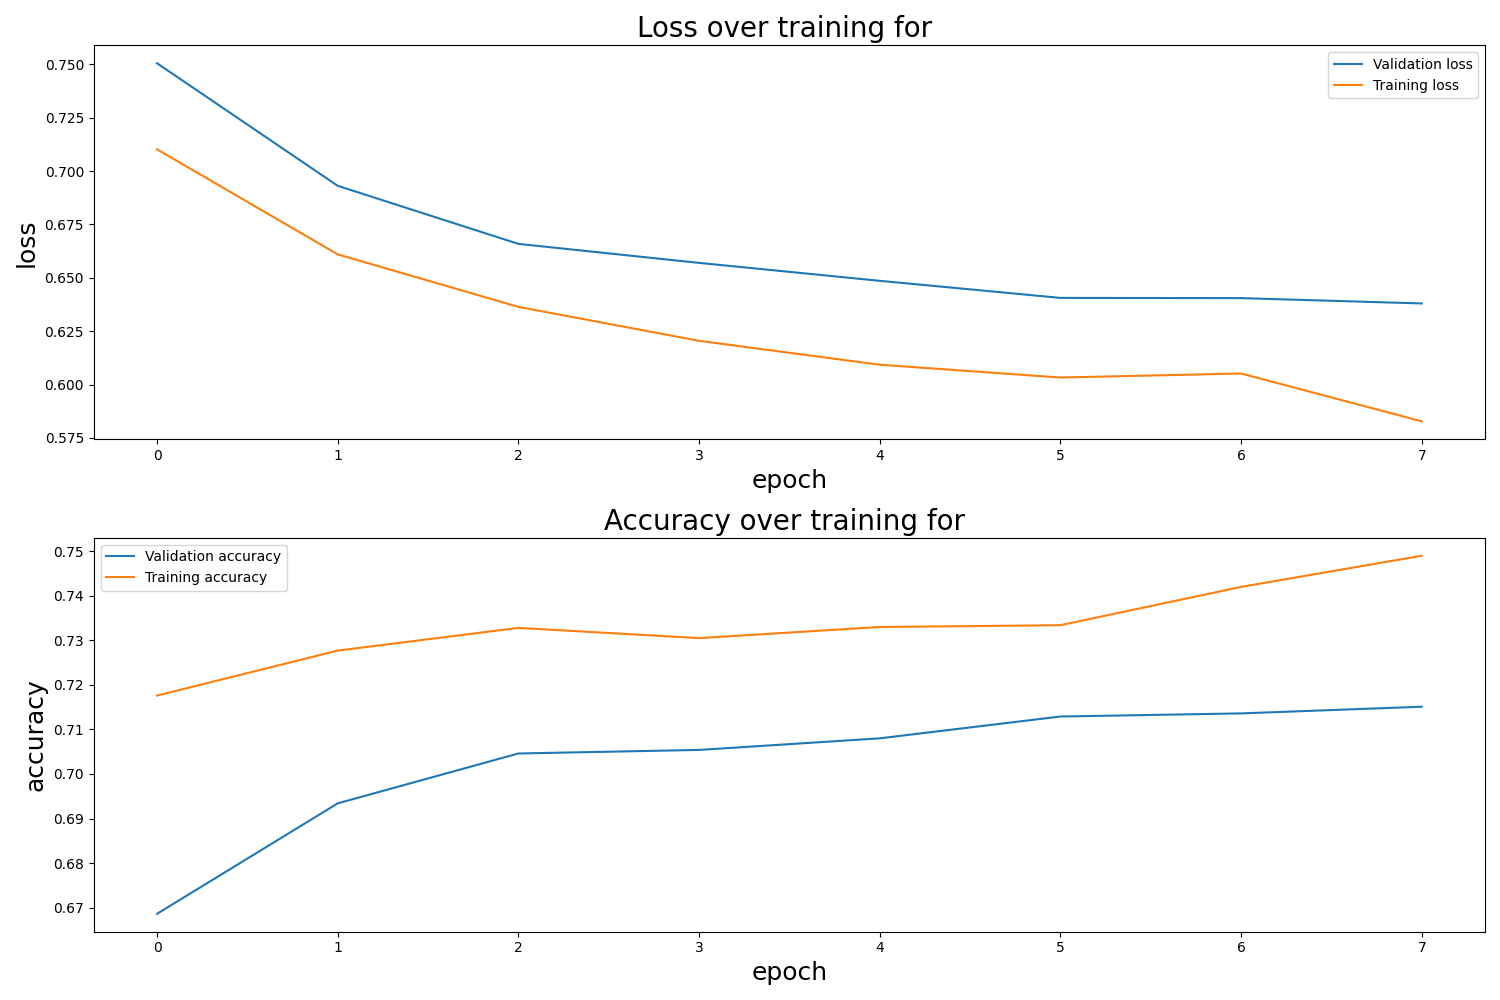 Loss over training for
0.750
0.725
0.700
0.675
0.650
0.625
0.600
0.575
loss
Validation loss
Training loss
0 1 2 3 4 5 6 7
epoch
Accuracy over training for
0.75
0.74
0.73
0.72
0.71
0.70
0.69
0.68
0.67
accuracy
Validation accuracy
Training accuracy
0 1 2 3 4 5 6 7
epoch